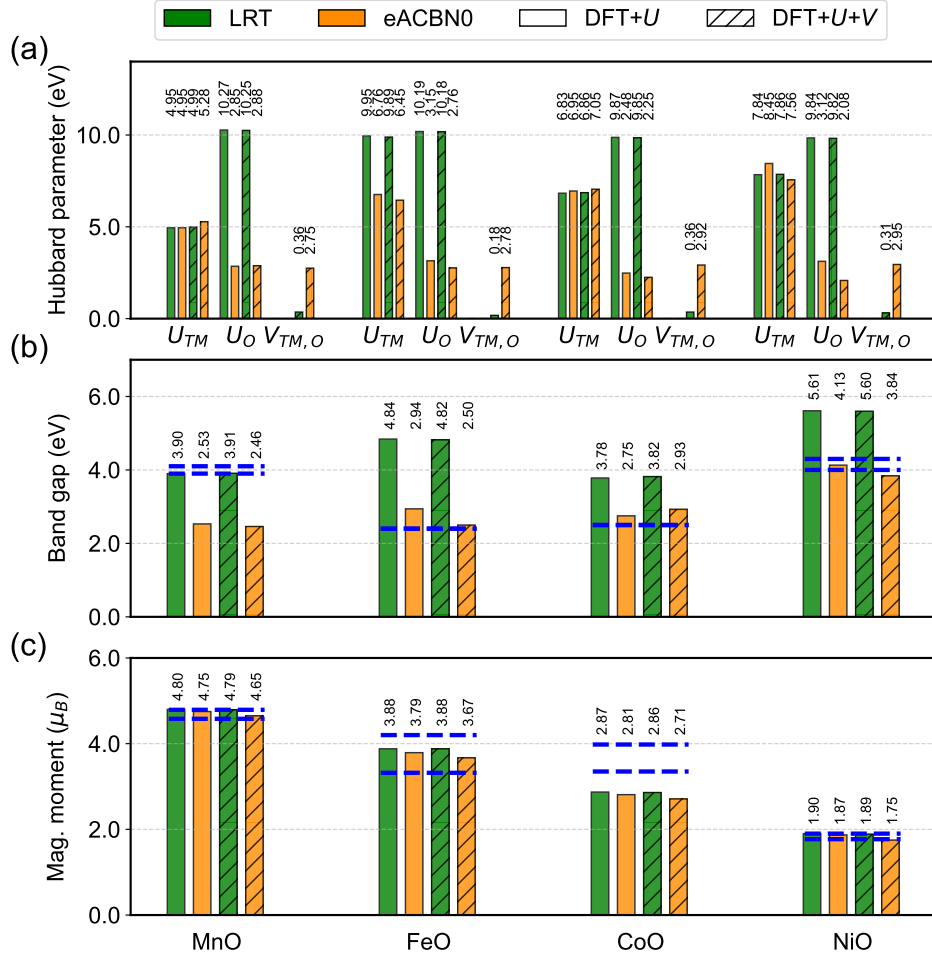 LRT eACBN0 DFT+U DFT+U+V
(a)
Hubbard parameter (eV)
10.0
5.0
0.0
4.95 4.95 4.99 5.28 10.27 2.85 10.25 2.88 0.36 2.75
9.95 6.76 9.89 6.45 10.19 3.15 10.18 2.76 0.18 2.78
6.83 6.95 6.86 7.05 9.87 2.48 9.85 2.25 0.36 2.92
7.84 8.45 7.86 7.56 9.84 3.12 9.82 2.08 0.31 2.95
U_TM U_O V_TM,O U_TM U_O V_TM,O U_TM U_O V_TM,O U_TM U_O V_TM,O
(b)
Band gap (eV)
6.0
4.0
2.0
0.0
3.90 2.53 3.91 2.46
4.84 2.94 4.82 2.50
3.78 2.75 3.82 2.93
5.61 4.13 5.60 3.84
(c)
Mag. moment (μ_B)
6.0
4.0
2.0
0.0
4.80 4.75 4.79 4.65
3.88 3.79 3.88 3.67
2.87 2.81 2.86 2.71
1.90 1.87 1.89 1.75
MnO FeO CoO NiO